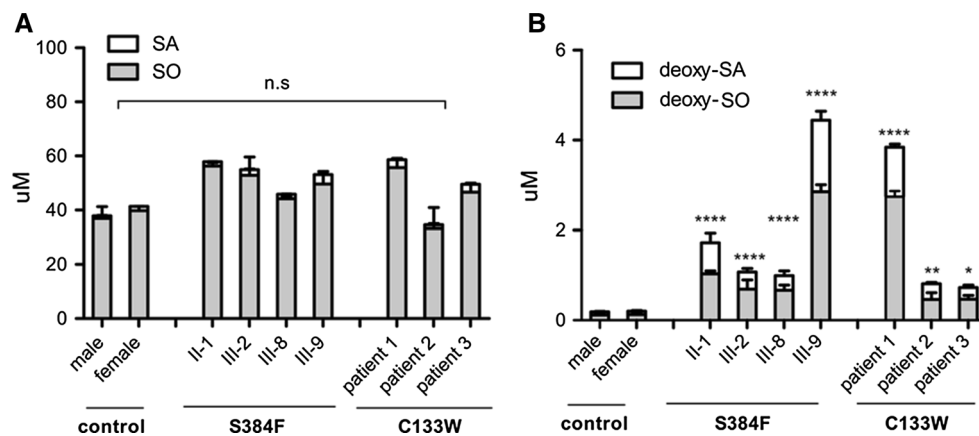 A
SA
SO
n.s
uM
100
80
60
40
20
0
male
female
II-1
III-2
III-8
III-9
patient 1
patient 2
patient 3
control
S384F
C133W
B
deoxy-SA
deoxy-SO
uM
6
4
2
0
****
****
****
****
****
**
*
male
female
II-1
III-2
III-8
III-9
patient 1
patient 2
patient 3
control
S384F
C133W